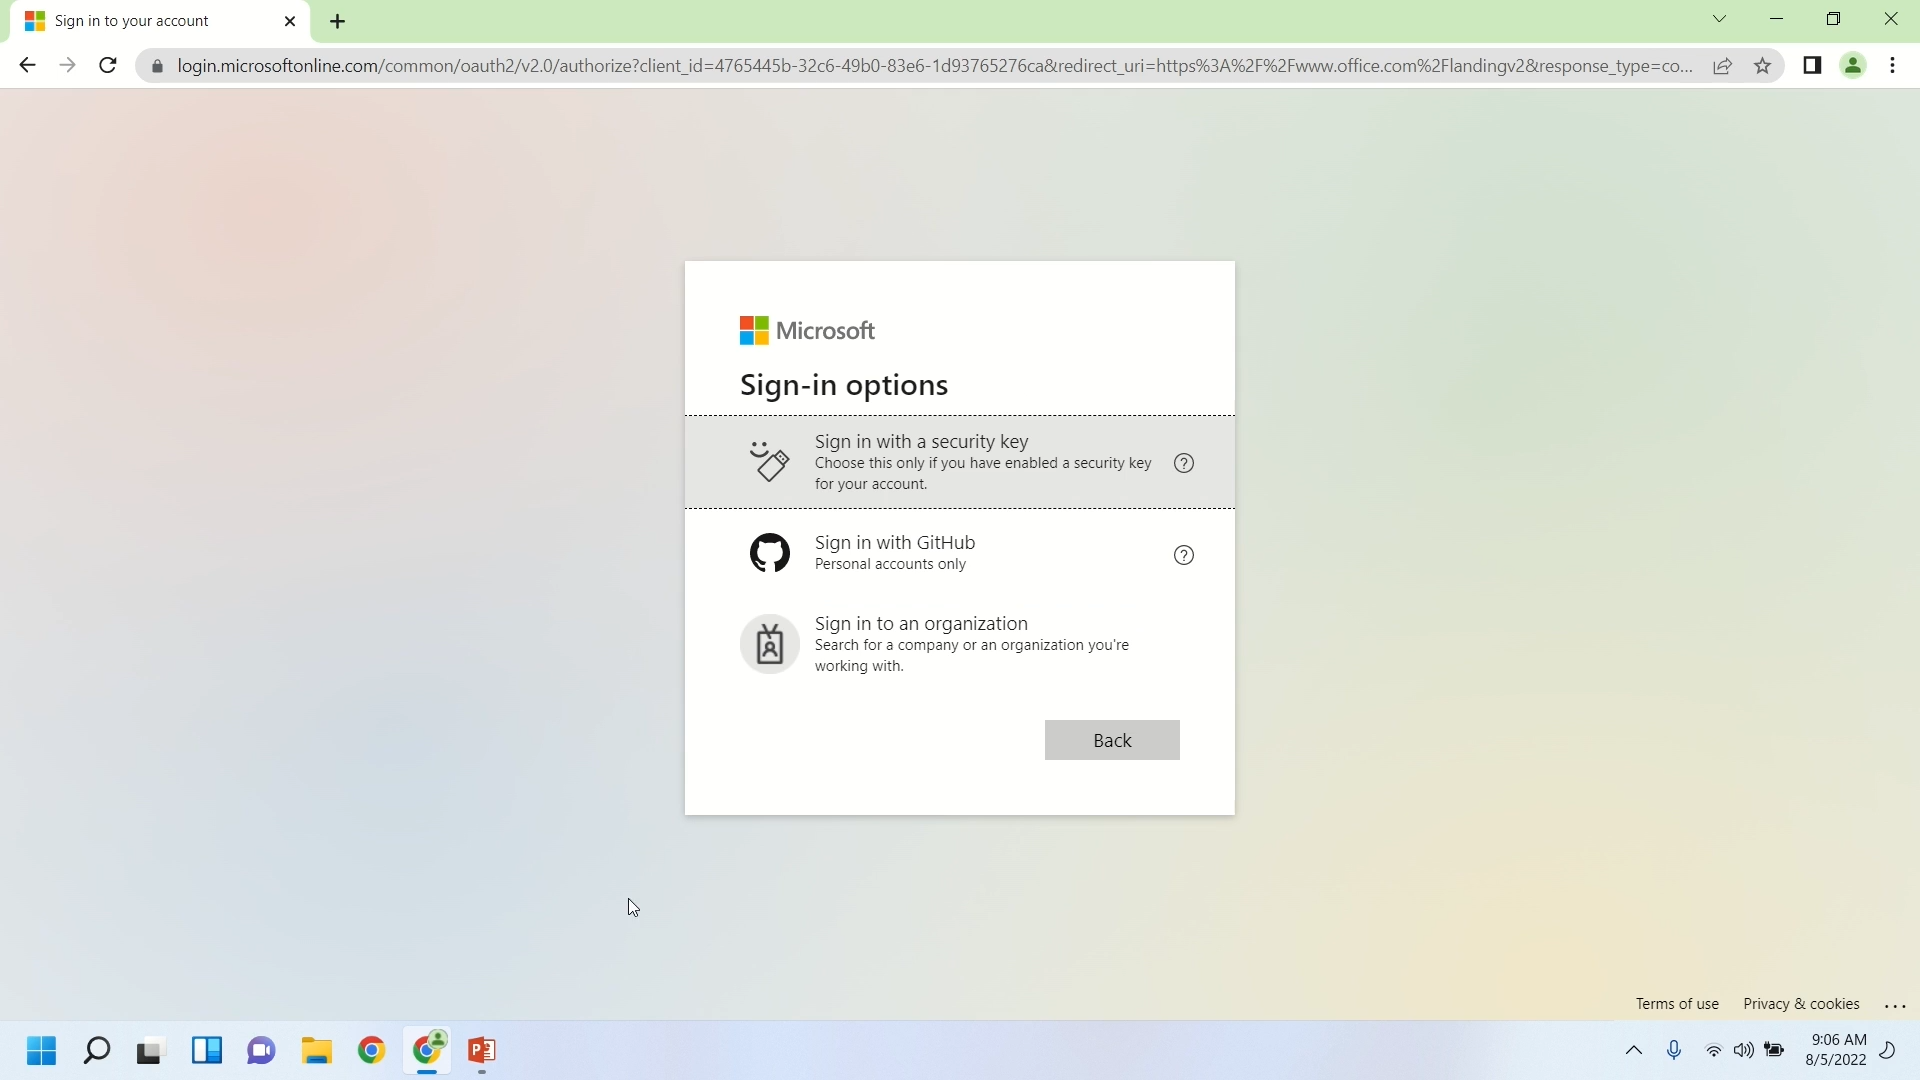 Sign in to your account
login.microsoftonline.com/common/oauth2/v2.0/authorize?client_id=4765445b-32c6-49b0-83e6-1d93765276ca&redirect_uri=https%3A%2F%2Fwww.office.com%2Flandingv2&response_type=co...
Microsoft
Sign-in options
Sign in with a security key
Choose this only if you have enabled a security key
for your account.
Sign in with GitHub
Personal accounts only
Sign in to an organization
Search for a company or an organization you're
working with.
Back
Terms of use Privacy & cookies ...
9:06 AM
8/5/2022